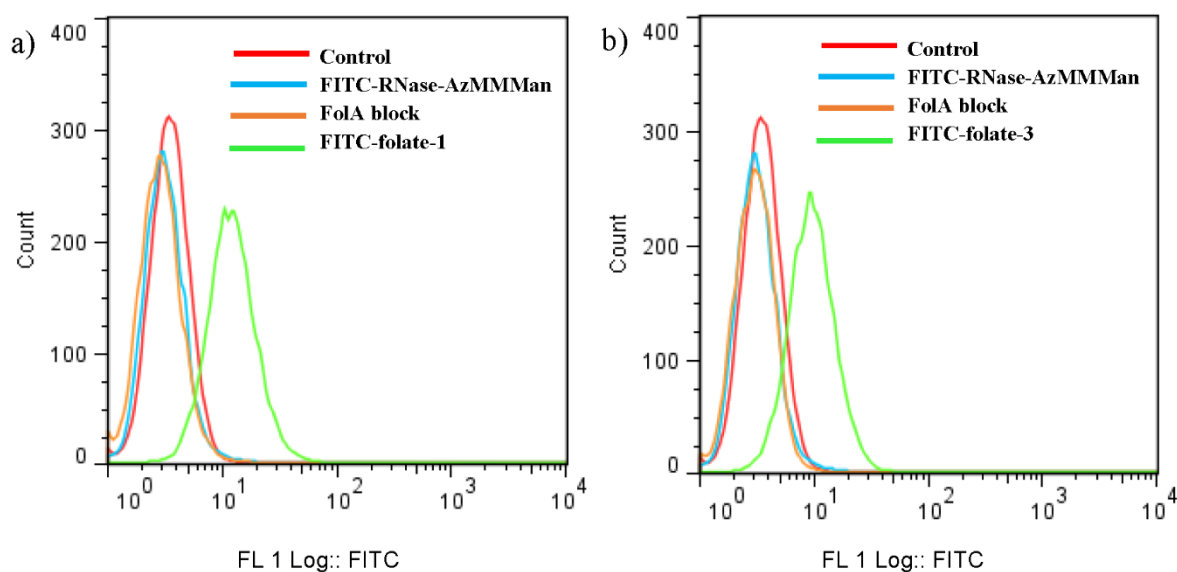 a)
400
300
200
100
0
Count
Control
FITC-RNase-AzMMMan
FolA block
FITC-folate-1
10^0 10^1 10^2 10^3 10^4
FL 1 Log:: FITC
b)
400
300
200
100
0
Count
Control
FITC-RNase-AzMMMan
FolA block
FITC-folate-3
10^0 10^1 10^2 10^3 10^4
FL 1 Log:: FITC